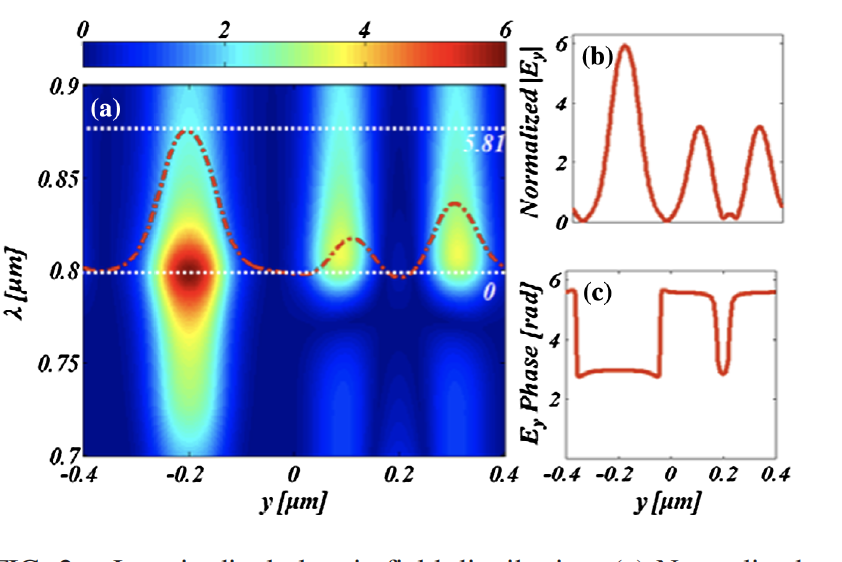 0 2 4 6
(a)
0.9
0.85
0.8
0.75
0.7
λ [μm]
5.81
0
-0.4 -0.2 0 0.2 0.4
y [μm]
(b)
Normalized |Ey|
6
4
2
0
(c)
Ey Phase [rad]
6
4
2
-0.4 -0.2 0 0.2 0.4
y [μm]